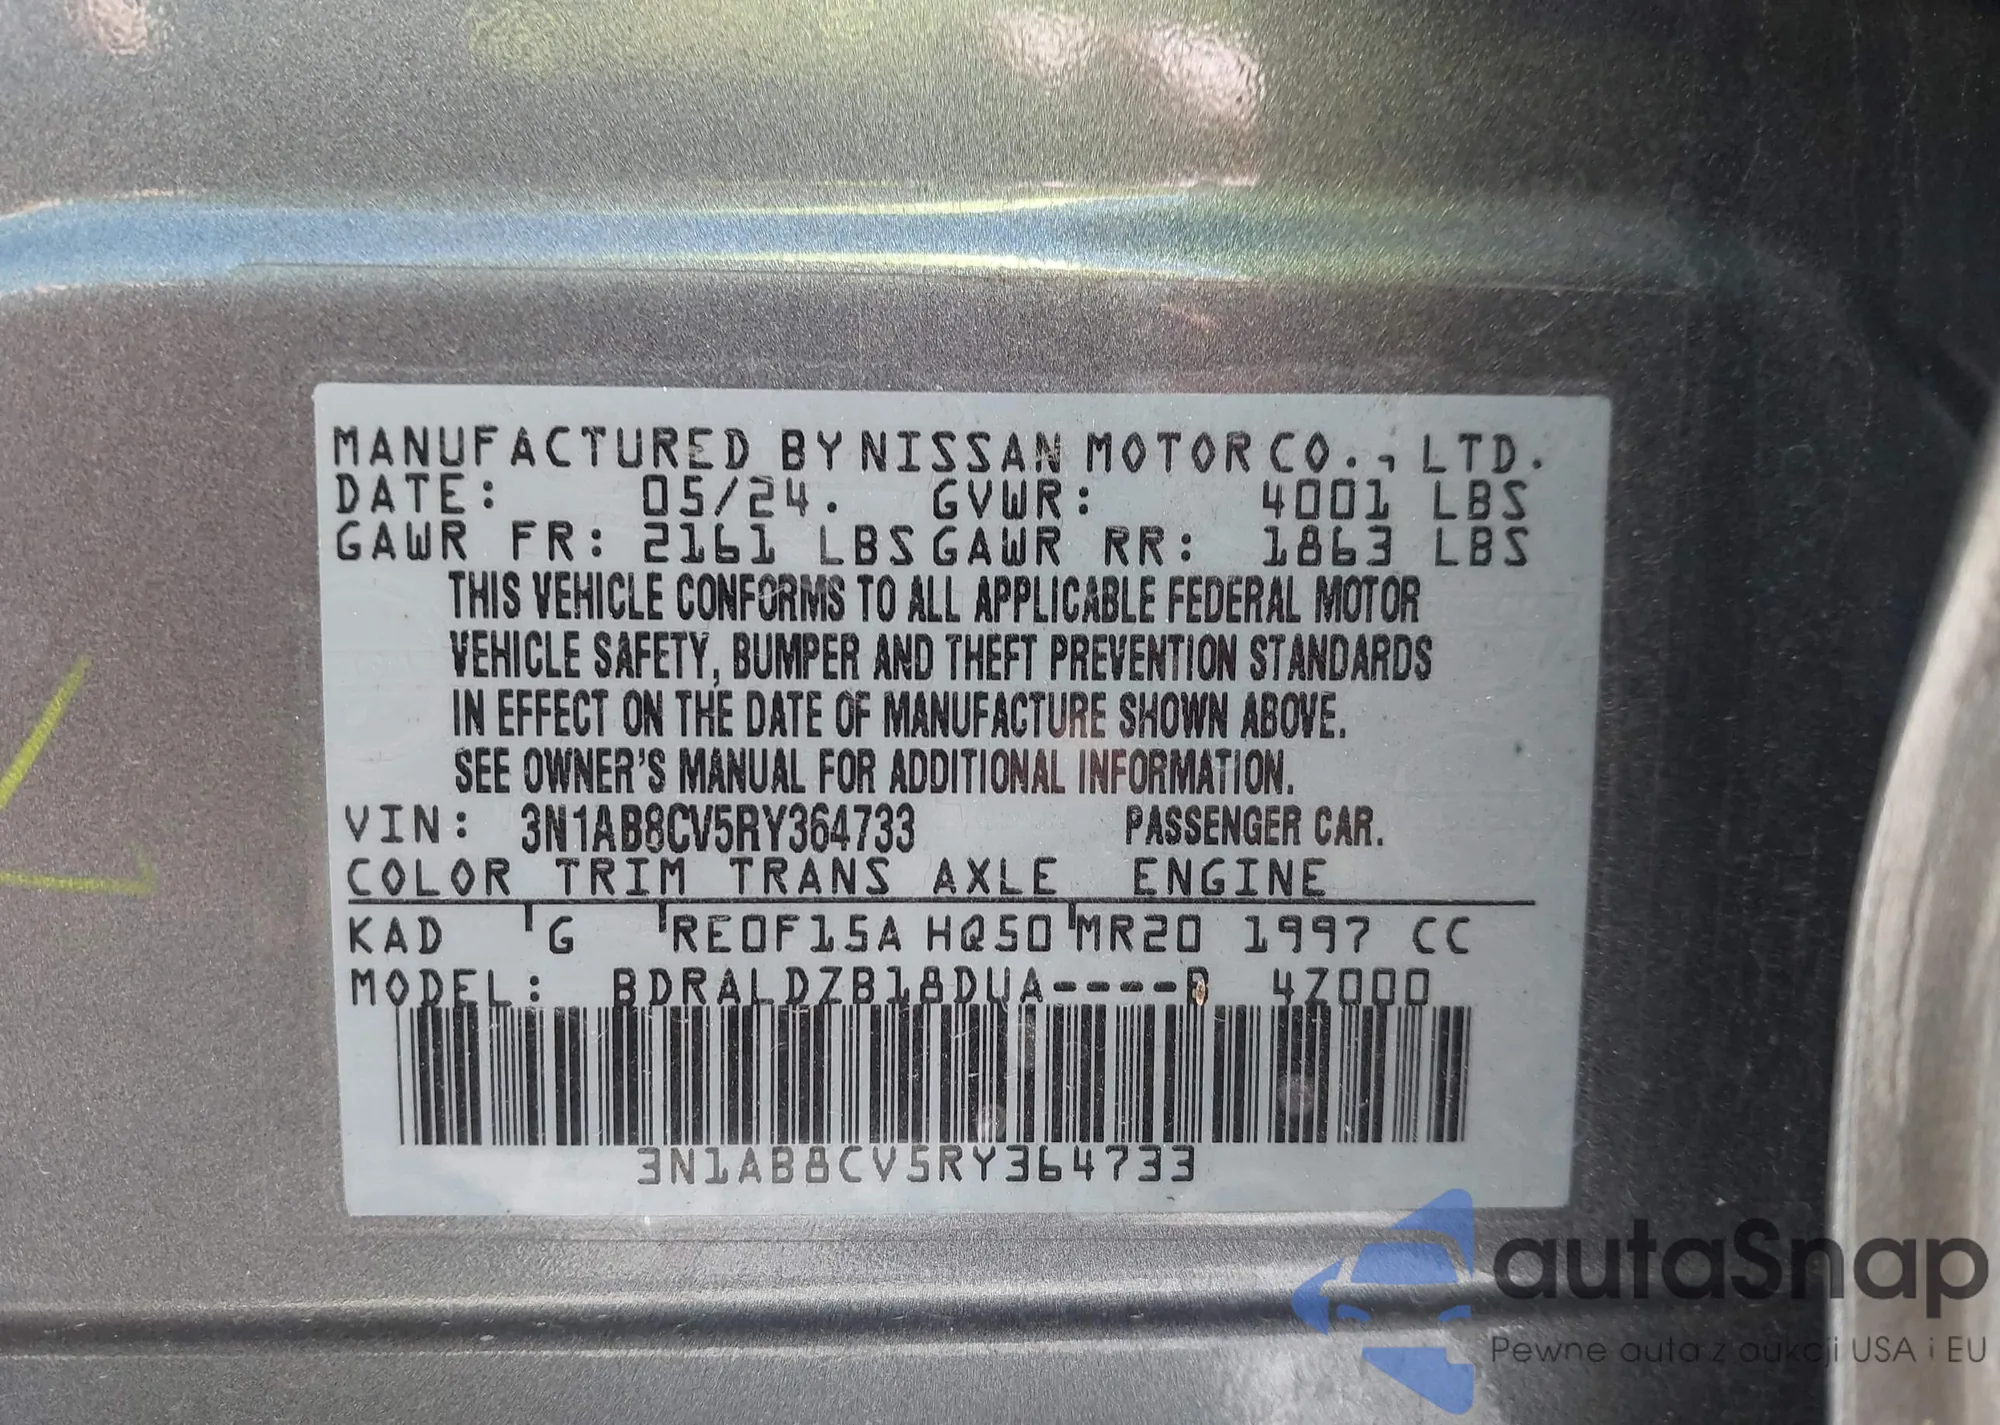 MANUFACTURED BY NISSAN MOTOR CO., LTD.
DATE: 05/24. GVWR: 4001 LBS
GAWR FR: 2161 LBS GAWR RR: 1863 LBS
THIS VEHICLE CONFORMS TO ALL APPLICABLE FEDERAL MOTOR
VEHICLE SAFETY, BUMPER AND THEFT PREVENTION STANDARDS
IN EFFECT ON THE DATE OF MANUFACTURE SHOWN ABOVE.
SEE OWNER'S MANUAL FOR ADDITIONAL INFORMATION.
VIN: 3N1AB8CV5RY364733 PASSENGER CAR.
COLOR TRIM TRANS AXLE ENGINE
KAD G RE0F15A HQ50 MR20 1997 CC
MODEL: 4Z000
3N1AB8CV5RY364733
autaSnap
Pewne auta z aukcji USA i EU